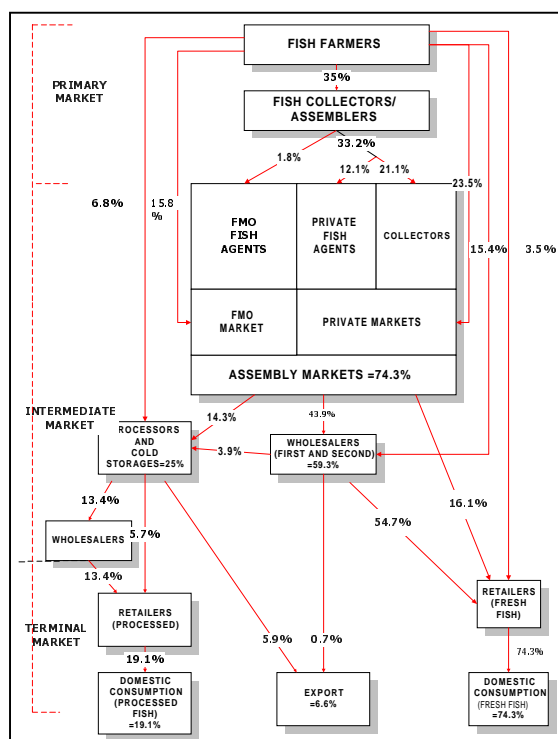 FISH FARMERS
PRIMARY
MARKET
35%
FISH COLLECTORS/
ASSEMBLERS
33.2%
1.8%
12.1%
21.1%
23.5%
6.8%
15.8
%
FMO
FISH
AGENTS
PRIVATE
FISH
AGENTS
COLLECTORS
15.4%
3.5%
FMO
MARKET
PRIVATE MARKETS
ASSEMBLY MARKETS =74.3%
INTERMEDIATE
MARKET
14.3%
43.9%
ROCESSORS
AND
COLD
STORAGES=25%
3.9%
WHOLESALERS
(FIRST AND SECOND)
=59.3%
13.4%
16.1%
54.7%
WHOLESALERS
5.7%
13.4%
RETAILERS
(FRESH
FISH)
TERMINAL
MARKET
RETAILERS
(PROCESSED)
5.9%
0.7%
19.1%
74.3%
DOMESTIC
CONSUMPTION
(PROCESSED
FISH)
=19.1%
EXPORT
=6.6%
DOMESTIC
CONSUMPTION
(FRESH FISH)
=74.3%